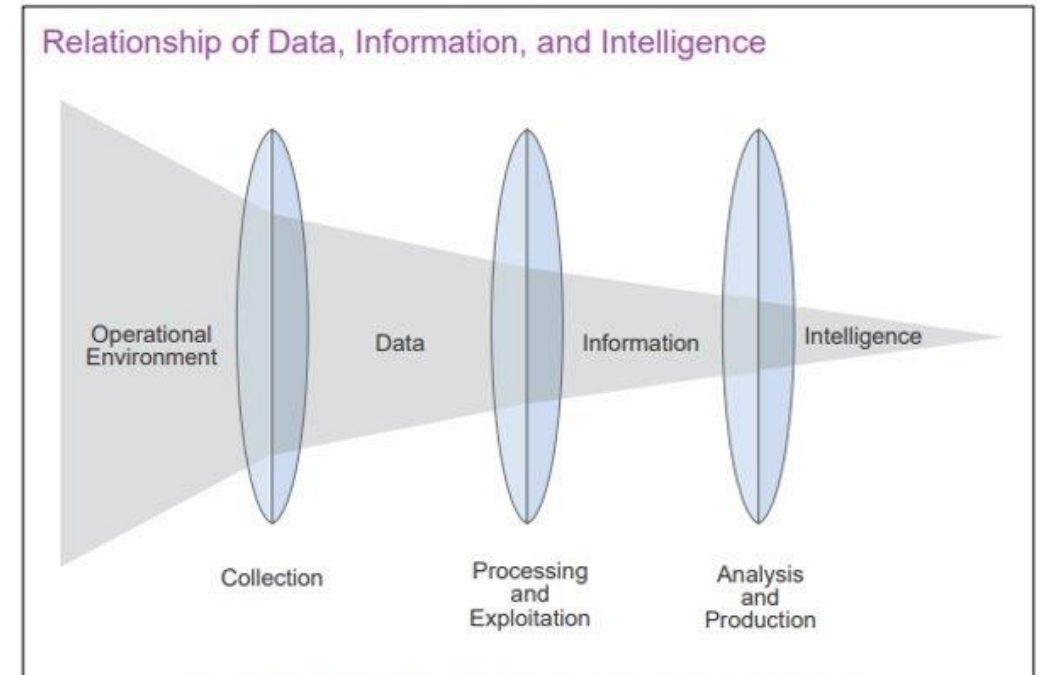 Relationship of Data, Information, and Intelligence
Operational
Environment
Data
Information
Intelligence
Collection
Processing
and
Exploitation
Analysis
and
Production